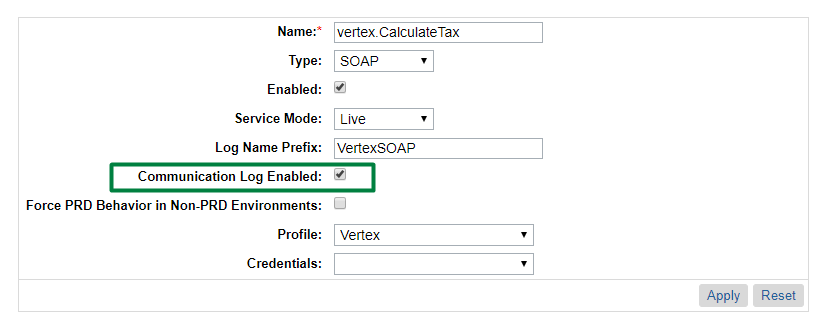 Name:* vertex.CalculateTax
Type: SOAP
Enabled:
Service Mode: Live
Log Name Prefix: VertexSOAP
Communication Log Enabled:
Force PRD Behavior in Non-PRD Environments:
Profile: Vertex
Credentials:
Apply Reset